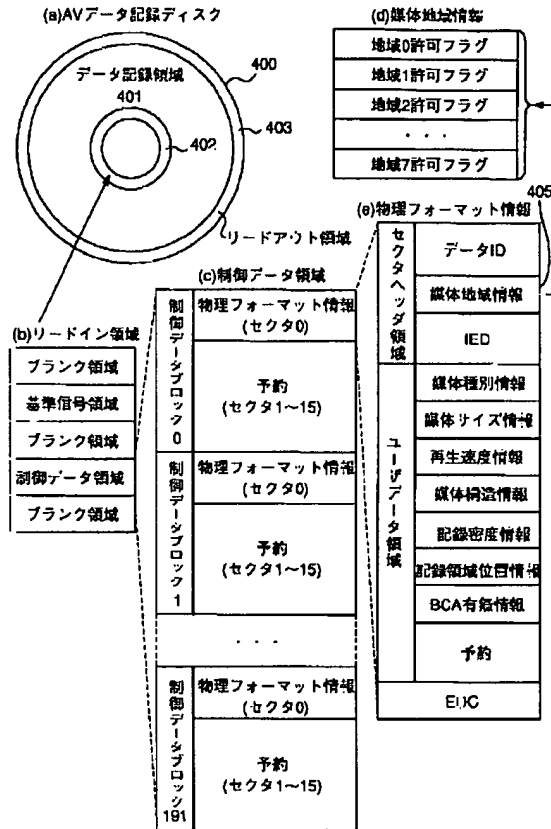 (a)AVデータ記録ディスク
データ記録領域
401
400
403
402
リードアウト領域
(b)リードイン領域
ブランク領域
基準信号領域
ブランク領域
制御データ領域
ブランク領域
(c)制御データ領域
制御データブロック0
物理フォーマット情報
(セクタ0)
予約
(セクタ1〜15)
制御データブロック1
物理フォーマット情報
(セクタ0)
予約
(セクタ1〜15)
・・・
制御データブロック191
物理フォーマット情報
(セクタ0)
予約
(セクタ1〜15)
(d)媒体地域情報
地域0許可フラグ
地域1許可フラグ
地域2許可フラグ
・・・
地域7許可フラグ
405
(e)物理フォーマット情報
セクタヘッダ領域
データID
媒体地域情報
IED
ユーザデータ領域
媒体種別情報
媒体サイズ情報
再生速度情報
媒体構造情報
記録密度情報
記録領域位置情報
BCA有無情報
予約
EDC